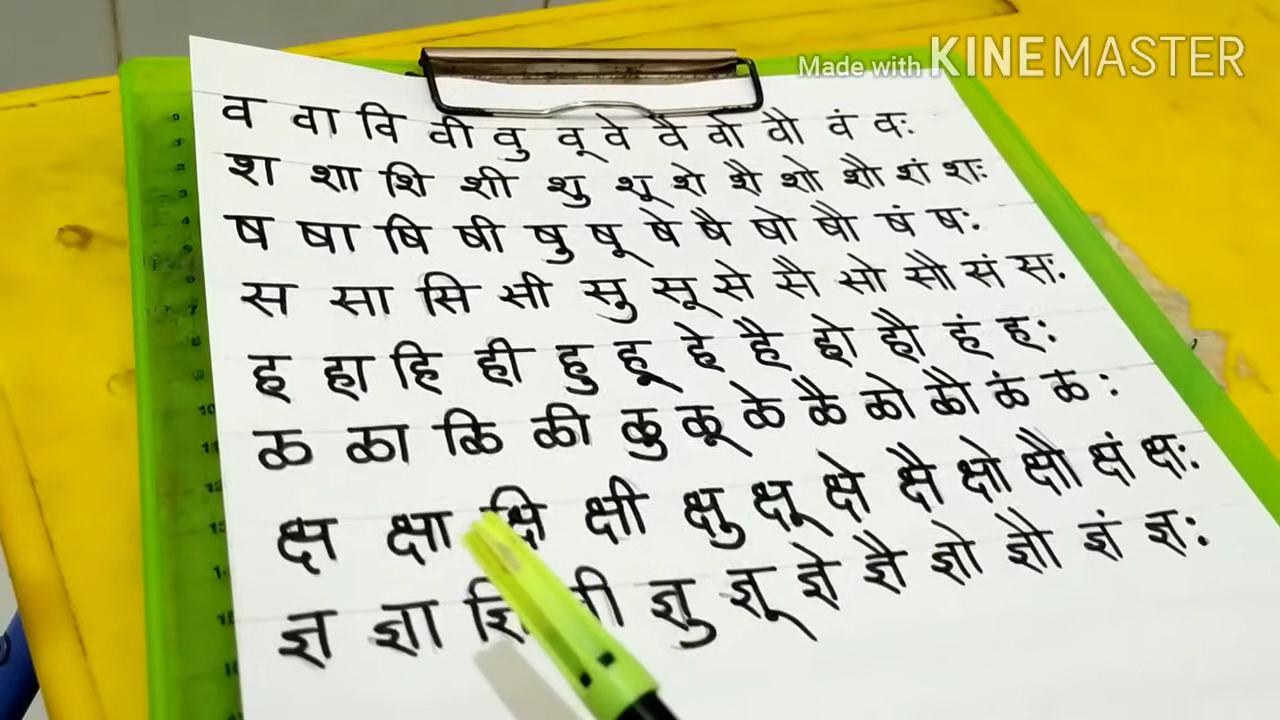 Made with KINEMASTER
व वा वि वी वु वू वे वै वो वौ वं वः
श शा शि शी शु शू शे शै शो शौ शं शः
ष षा षि षी षु षू षे षै षो षौ षं षः
स सा सि सी सु सू से सै सो सौ सं सः
ह हा हि ही हु हू हे है हो हौ हं हः
ळ ळा ळि ळी ळु ळू ळे ळै ळो ळौ ळं ळः
क्ष क्षा क्षि क्षी क्षु क्षू क्षे क्षै क्षो क्षौ क्षं क्षः
ज्ञ ज्ञा ज्ञि ज्ञु ज्ञू ज्ञे ज्ञै ज्ञो ज्ञौ ज्ञं ज्ञः